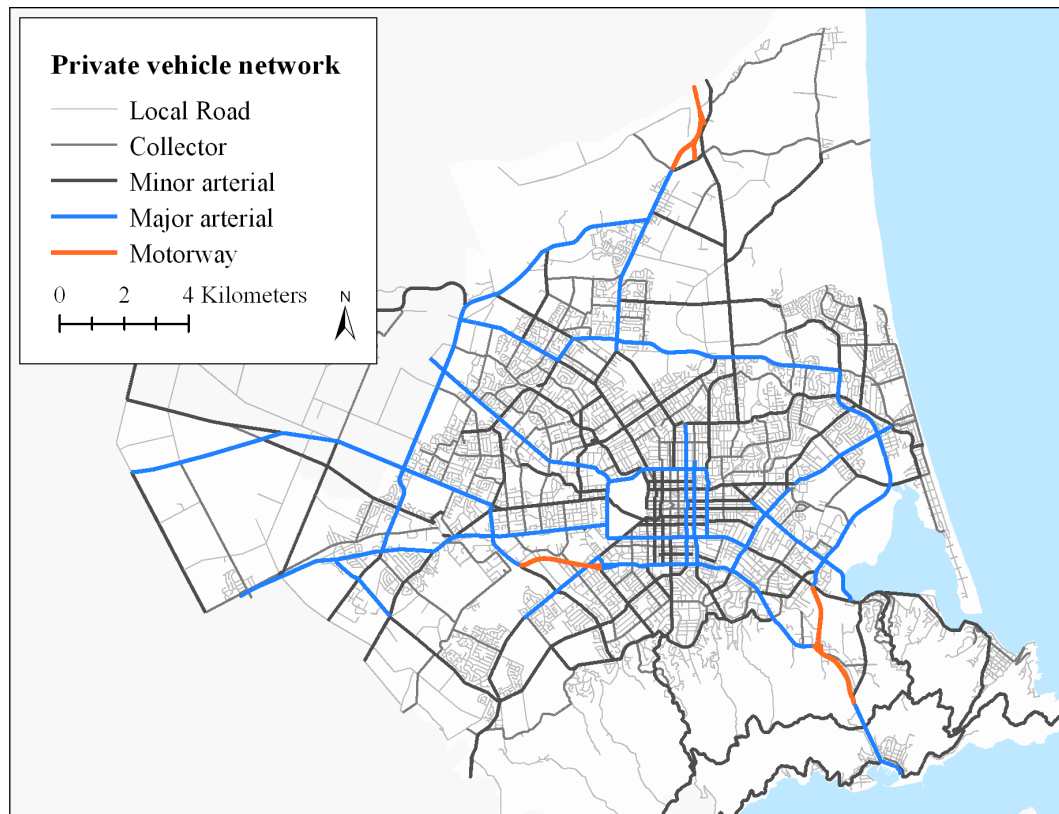 Private vehicle network
Local Road
Collector
Minor arterial
Major arterial
Motorway
0 2 4 Kilometers
N